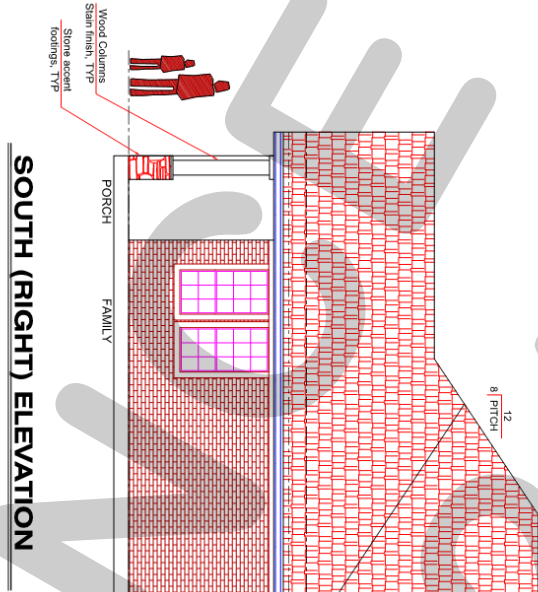 Wood Columns
Stain finish, TYP
Stone accent
footings, TYP
PORCH
FAMILY
12
8 PITCH
SOUTH (RIGHT) ELEVATION